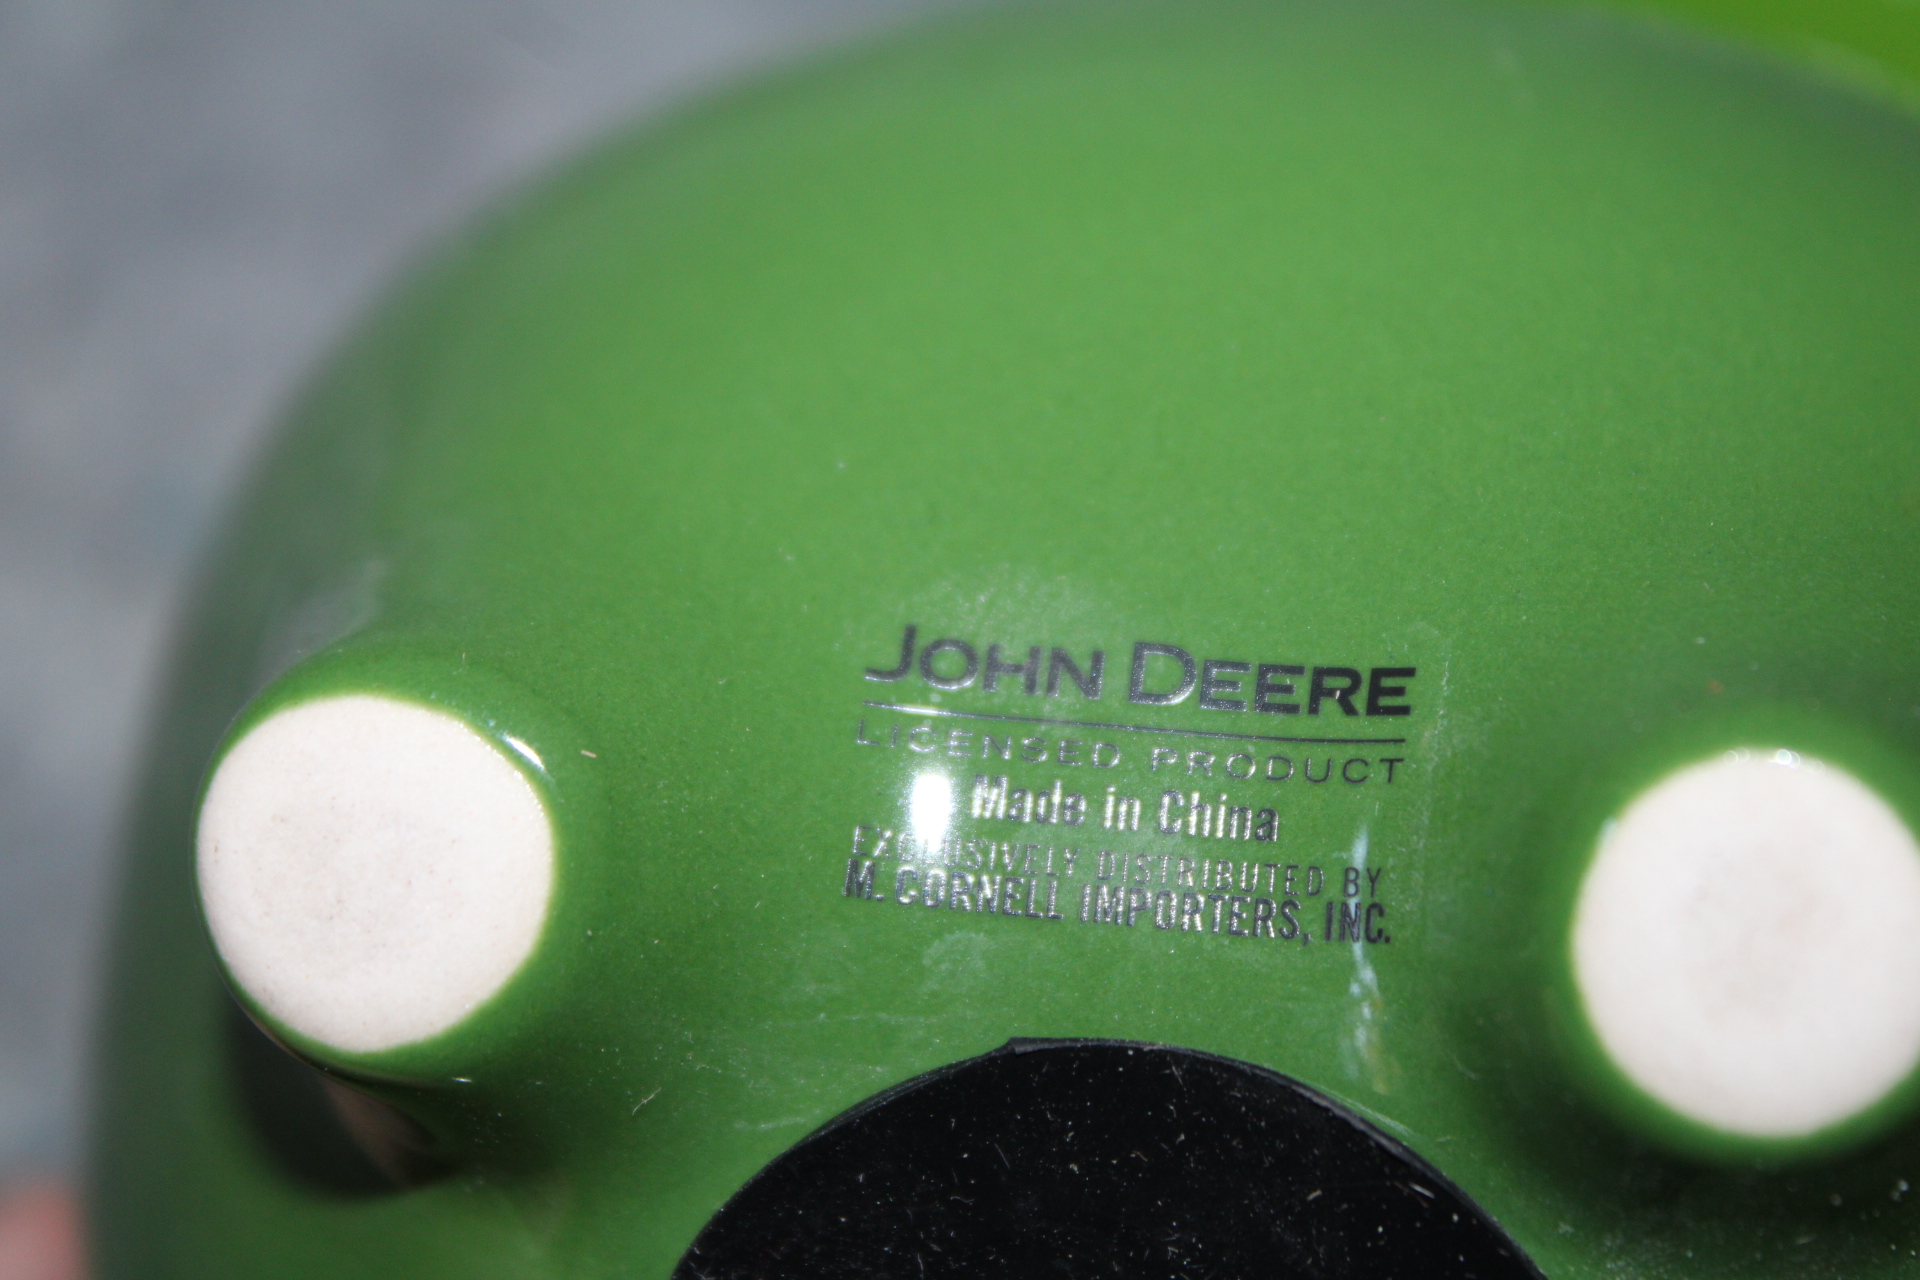 JOHN DEERE
LICENSED PRODUCT
Made in China
EXCLUSIVELY DISTRIBUTED BY
M. CORNELL IMPORTERS, INC.